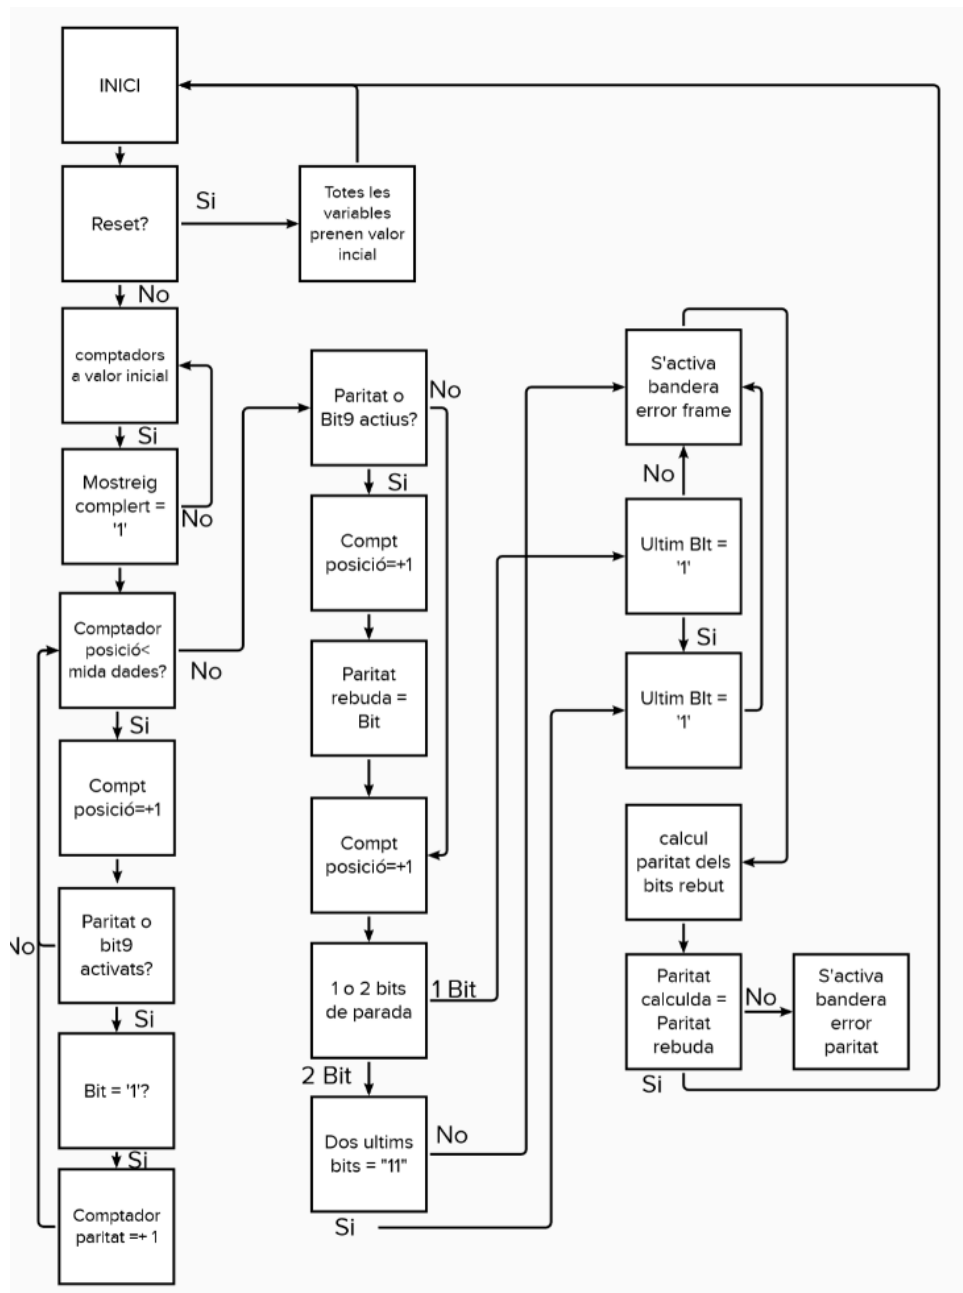 INICI
Reset?
Si
Totes les
variables
prenen valor
incial
No
comptadors
a valor inicial
Si
Mostreig
complert =
'1'
No
Comptador
posició<
mida dades?
No
Si
Compt
posició=+1
Paritat o
bit9
activats?
No
Si
Bit = '1'?
Si
Comptador
paritat =+ 1
Paritat o
Bit9 actius?
No
Si
Compt
posició=+1
Paritat
rebuda =
Bit
Compt
posició=+1
1 o 2 bits
de parada
1 Bit
2 Bit
Dos ultims
bits = "11"
No
Si
S'activa
bandera
error frame
No
Ultim BIt =
'1'
Si
Ultim BIt =
'1'
calcul
paritat dels
bits rebut
Paritat
calculda =
Paritat
rebuda
No
Si
S'activa
bandera
error
paritat